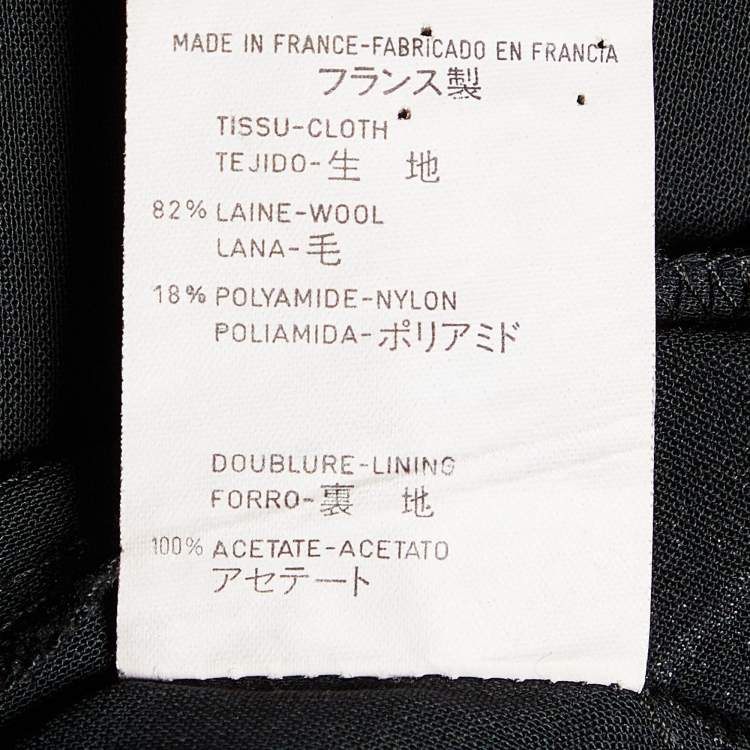 MADE IN FRANCE-FABRICADO EN FRANCIA
フランス製
TISSU-CLOTH
TEJIDO-生 地
82% LAINE-WOOL
LANA-毛
18% POLYAMIDE-NYLON
POLIAMIDA-ポリアミド
DOUBLURE-LINING
FORRO-裏 地
100% ACETATE-ACETATO
アセテート